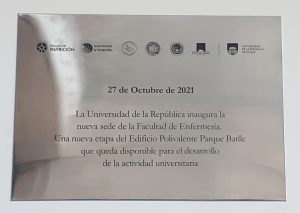 NUTRICIÓN
27 de Octubre de 2021
La Universidad de la República inaugura la
nueva sede de la Facultad de Enfermería.
Una nueva etapa del Edificio Polivalente Parque Batlle
que queda disponible para el desarrollo
de la actividad universitaria